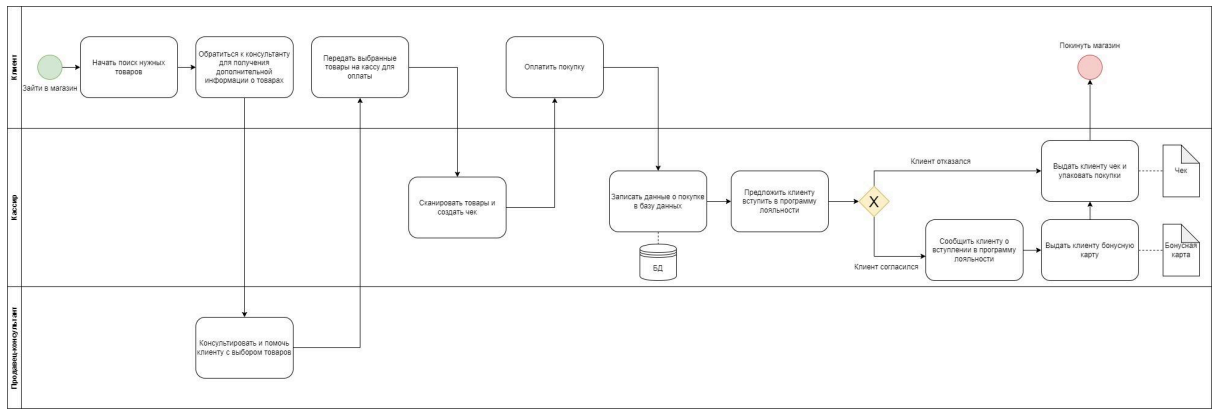 Клиент
Зайти в магазин
Начать поиск нужных
товаров
Обратиться к консультанту
для получения
дополнительной
информации о товарах
Передать выбранные
товары на кассу для
оплаты
Оплатить покупку
Покинуть магазин
Кассир
Сканировать товары и
создать чек
Записать данные о покупке
в базу данных
БД
Предложить клиенту
вступить в программу
лояльности
X
Клиент отказался
Клиент согласился
Сообщить клиенту о
вступлении в программу
лояльности
Выдать клиенту чек и
упаковать покупки
Чек
Выдать клиенту бонусную
карту
Бонусная
карта
Продавец-консультант
Консультировать и помочь
клиенту с выбором товаров